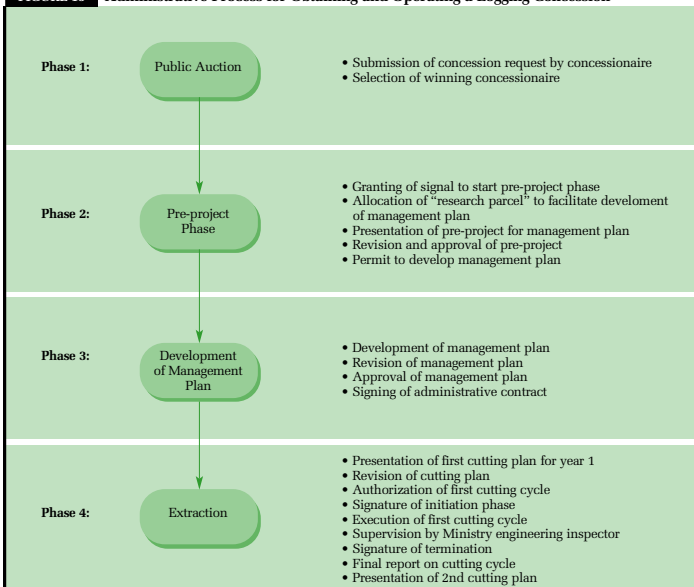 Administrative Process for Obtaining and Operating a Logging Concession
Phase 1:
Public Auction
• Submission of concession request by concessionaire
• Selection of winning concessionaire
Phase 2:
Pre-project
Phase
• Granting of signal to start pre-project phase
• Allocation of “research parcel” to facilitate develoment
of management plan
• Presentation of pre-project for management plan
• Revision and approval of pre-project
• Permit to develop management plan
Phase 3:
Development
of Management
Plan
• Development of management plan
• Revision of management plan
• Approval of management plan
• Signing of administrative contract
Phase 4:
Extraction
• Presentation of first cutting plan for year 1
• Revision of cutting plan
• Authorization of first cutting cycle
• Signature of initiation phase
• Execution of first cutting cycle
• Supervision by Ministry engineering inspector
• Signature of termination
• Final report on cutting cycle
• Presentation of 2nd cutting plan